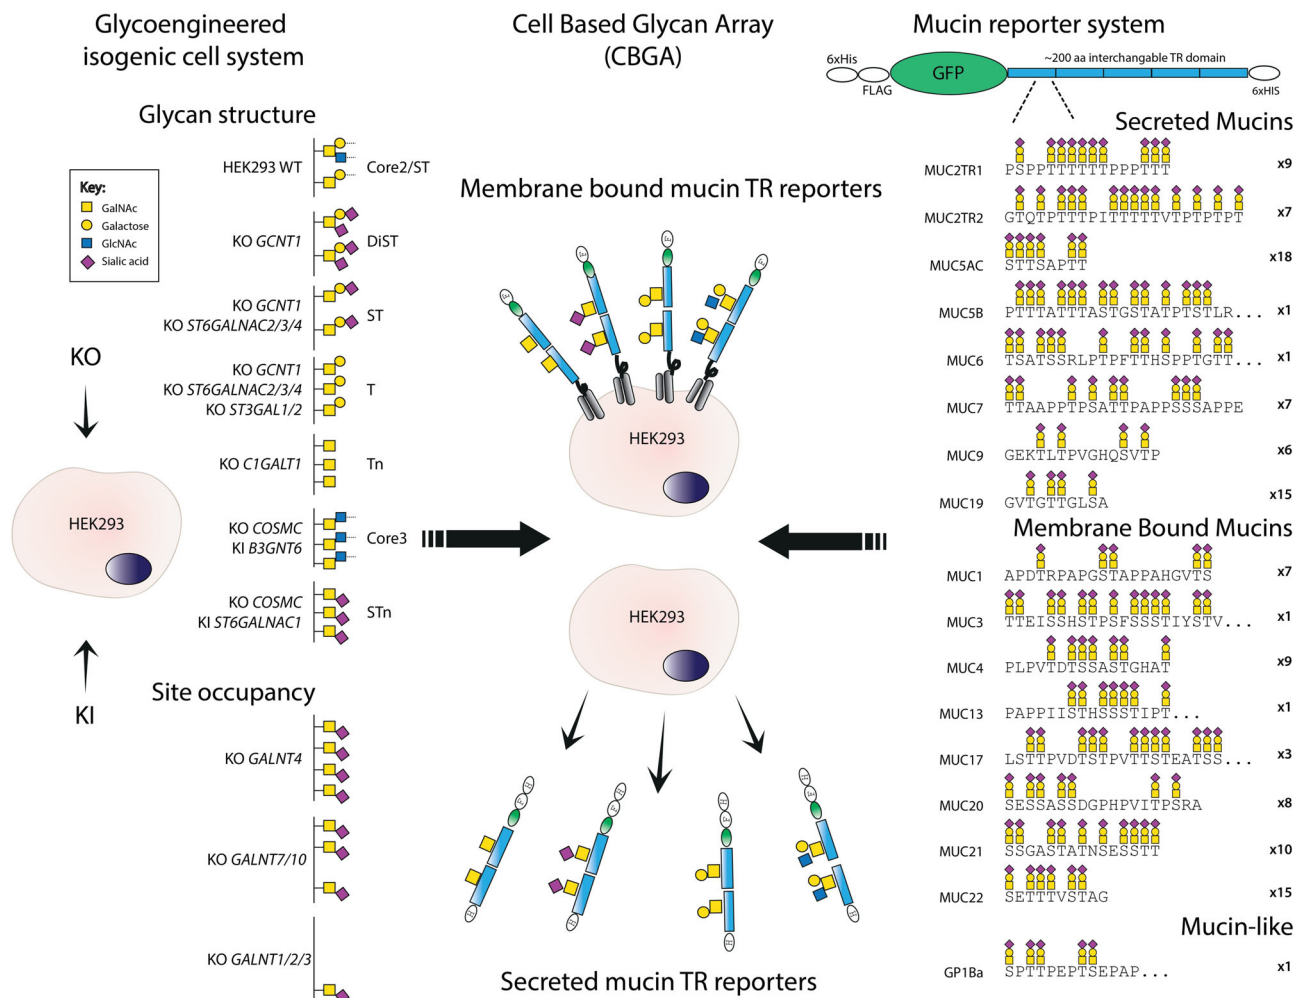 Glycoengineered
isogenic cell system
Cell Based Glycan Array
(CBGA)
Mucin reporter system
6xHis
FLAG
GFP
~200 aa interchangable TR domain
6xHIS
Glycan structure
Key:
GalNAc
Galactose
GlcNAc
Sialic acid
HEK293 WT
Core2/ST
KO GCNT1
DiST
KO GCNT1
KO ST6GALNAC2/3/4
ST
KO GCNT1
KO ST6GALNAC2/3/4
KO ST3GAL1/2
T
KO C1GALT1
Tn
KO COSMC
KI B3GNT6
Core3
KO COSMC
KI ST6GALNAC1
STn
KO
HEK293
KI
Site occupancy
KO GALNT4
KO GALNT7/10
KO GALNT1/2/3
Membrane bound mucin TR reporters
F
F
F
F
HEK293
HEK293
H
F
H
H
F
H
H
F
H
H
F
H
Secreted mucin TR reporters
Secreted Mucins
MUC2TR1 PSPPTTTTTTPPPTTT x9
MUC2TR2 GTQTPTTTPITTTTTVTPTPTPT x7
MUC5AC STTSAPTT x18
MUC5B PTTTATTTASTGSTATPTSTLR... x1
MUC6 TSATSSRLPTPFTTHSPPTGTT... x1
MUC7 TTAAPPTPSATTPAPPSSSAPPE x7
MUC9 GEKTLTPVGHQSVTP x6
MUC19 GVTGTTGLSA x15
Membrane Bound Mucins
MUC1 APDTRPAPGSTAPPAHGVTS x7
MUC3 TTEISSHSTPSFSSSTIYSTV... x1
MUC4 PLPVTDTSSASTGHAT x9
MUC13 PAPPIISTHSSSTIPT... x1
MUC17 LSTTPVDTSTPVTTSTEATSS... x3
MUC20 SESSASSDGPHPVITPSRA x8
MUC21 SSGASTATNSESSTT x10
MUC22 SETTTVSTAG x15
Mucin-like
GP1Ba SPTTPEPTSEPAP... x1